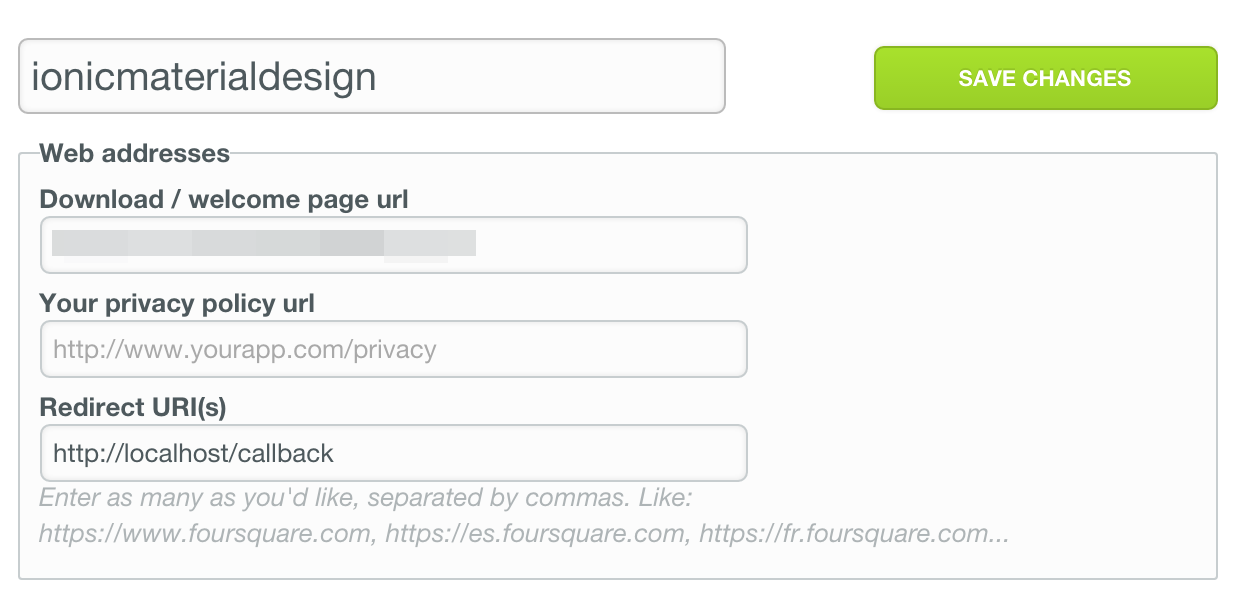 ionicmaterialdesign
SAVE CHANGES
Web addresses
Download / welcome page url
Your privacy policy url
http://www.yourapp.com/privacy
Redirect URI(s)
http://localhost/callback
Enter as many as you'd like, separated by commas. Like:
https://www.foursquare.com, https://es.foursquare.com, https://fr.foursquare.com...